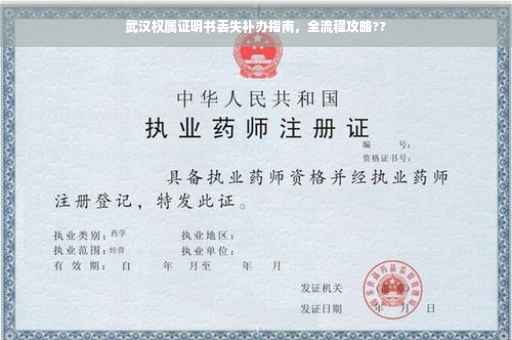 武汉权属证明书丢失补办指南，全流程攻略??
中华人民共和国
执业药师注册证
编　　号:
资格证书号:
具备执业药师资格并经执业药师
注册登记，特发此证。
执业类别: 药学　　执业地区:
执业范围: 经营　　执业单位:
有 效 期: 自　　年　　月至　　年　　月
发证机关
发证日期　　年　　月　　日